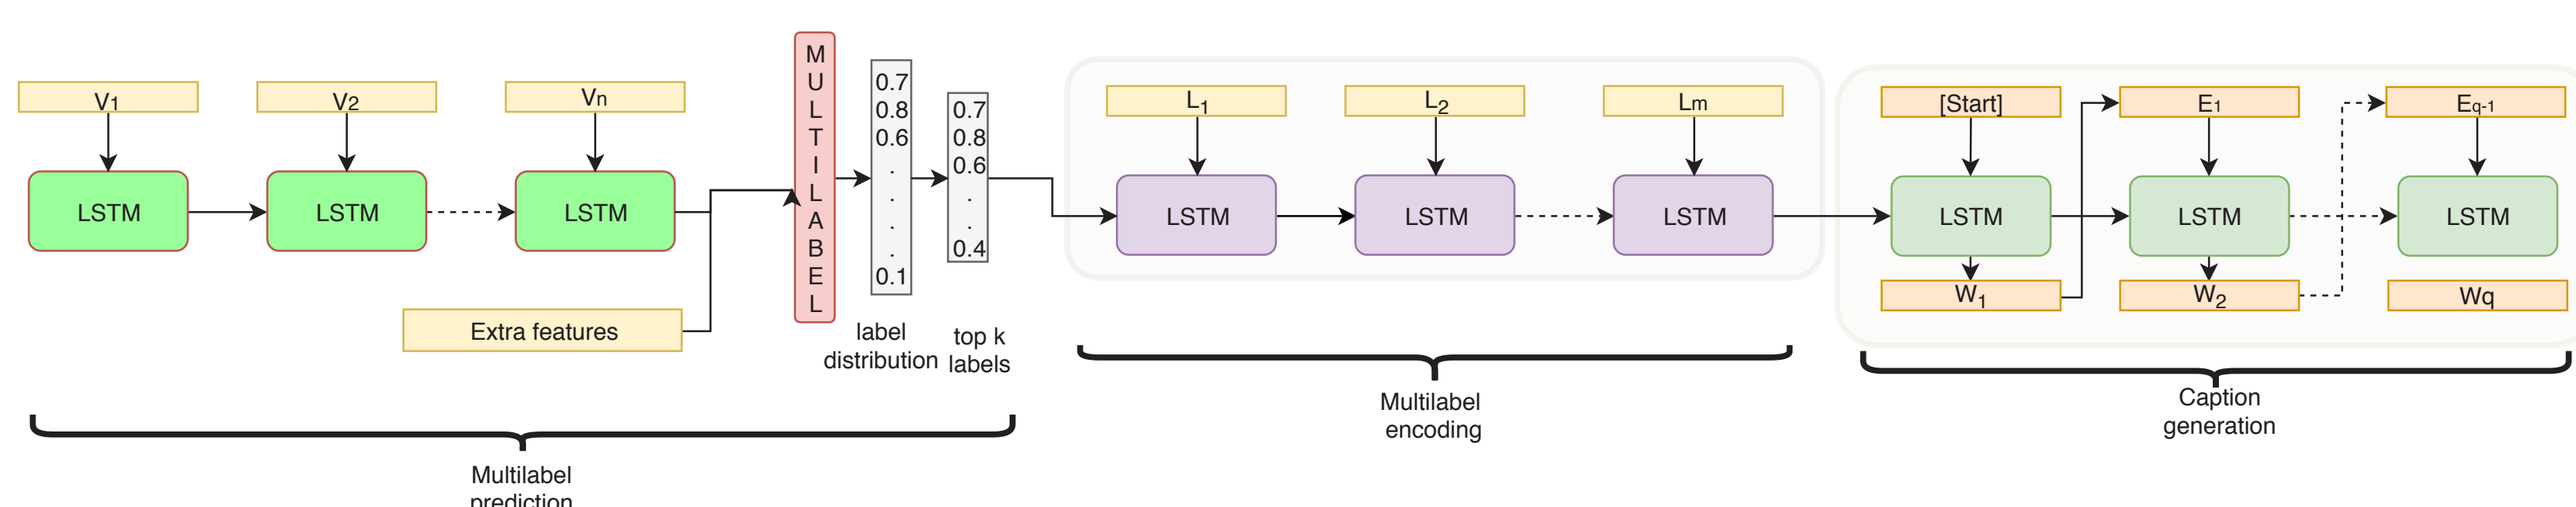 V1
V2
Vn
LSTM
LSTM
LSTM
Extra features
M
U
L
T
I
L
A
B
E
L
0.7
0.8
0.6
.
.
.
.
0.1
label
distribution
0.7
0.8
0.6
.
.
0.4
top k
labels
Multilabel
prediction
L1
L2
Lm
LSTM
LSTM
LSTM
Multilabel
encoding
[Start]
E1
Eq-1
LSTM
LSTM
LSTM
W1
W2
Wq
Caption
generation